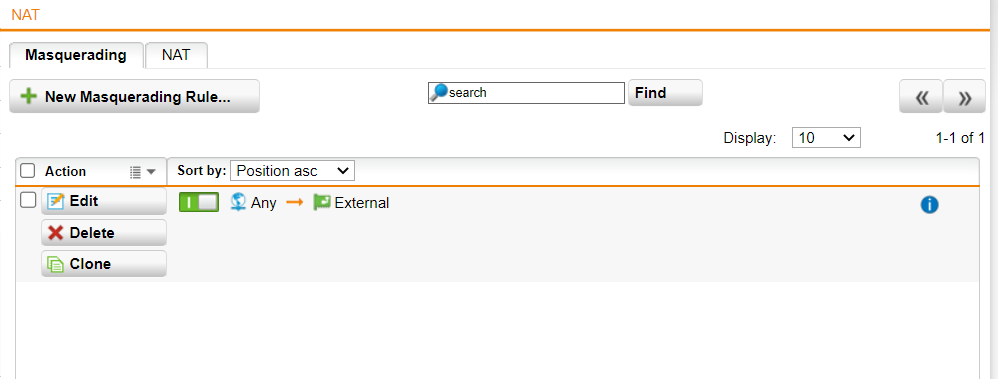 NAT
Masquerading NAT
New Masquerading Rule... search Find « »
Display: 10 1-1 of 1
Action Sort by: Position asc
Edit Any → External
Delete
Clone